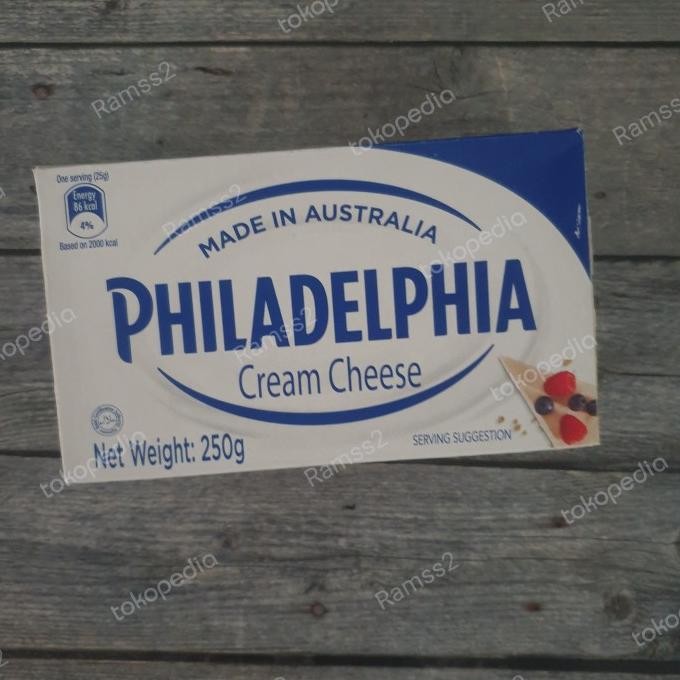 One serving (25g)
Energy
86 kcal
4%
Based on 2000 kcal
MADE IN AUSTRALIA
PHILADELPHIA
Cream Cheese
Net Weight: 250g
SERVING SUGGESTION
tokopedia
Ramss2